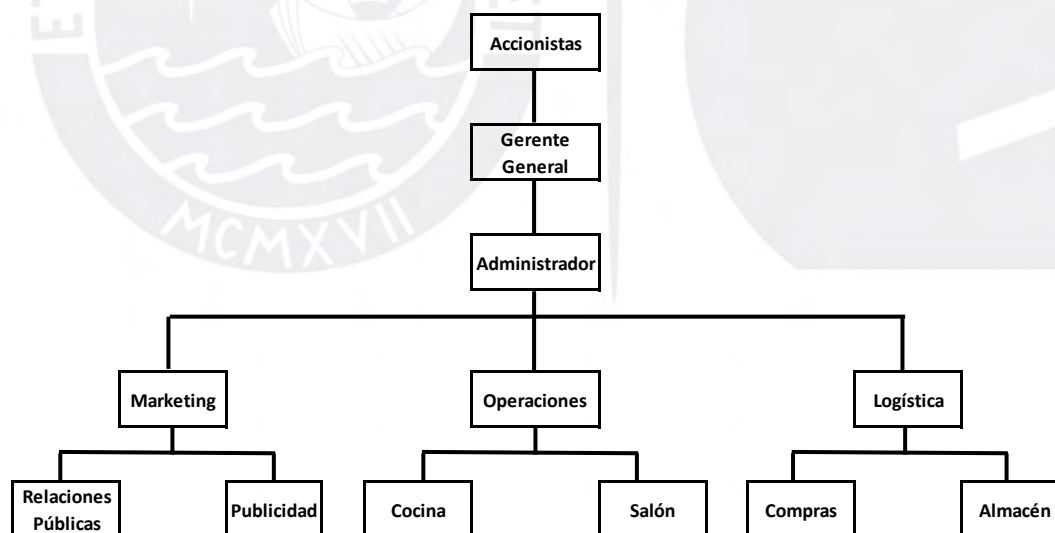 Accionistas
Gerente
General
MCMXVII
Administrador
Marketing
Operaciones
Logística
Relaciones
Públicas
Publicidad
Cocina
Salón
Compras
Almacén